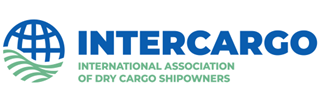 INTERCARGO
INTERNATIONAL ASSOCIATION
OF DRY CARGO SHIPOWNERS